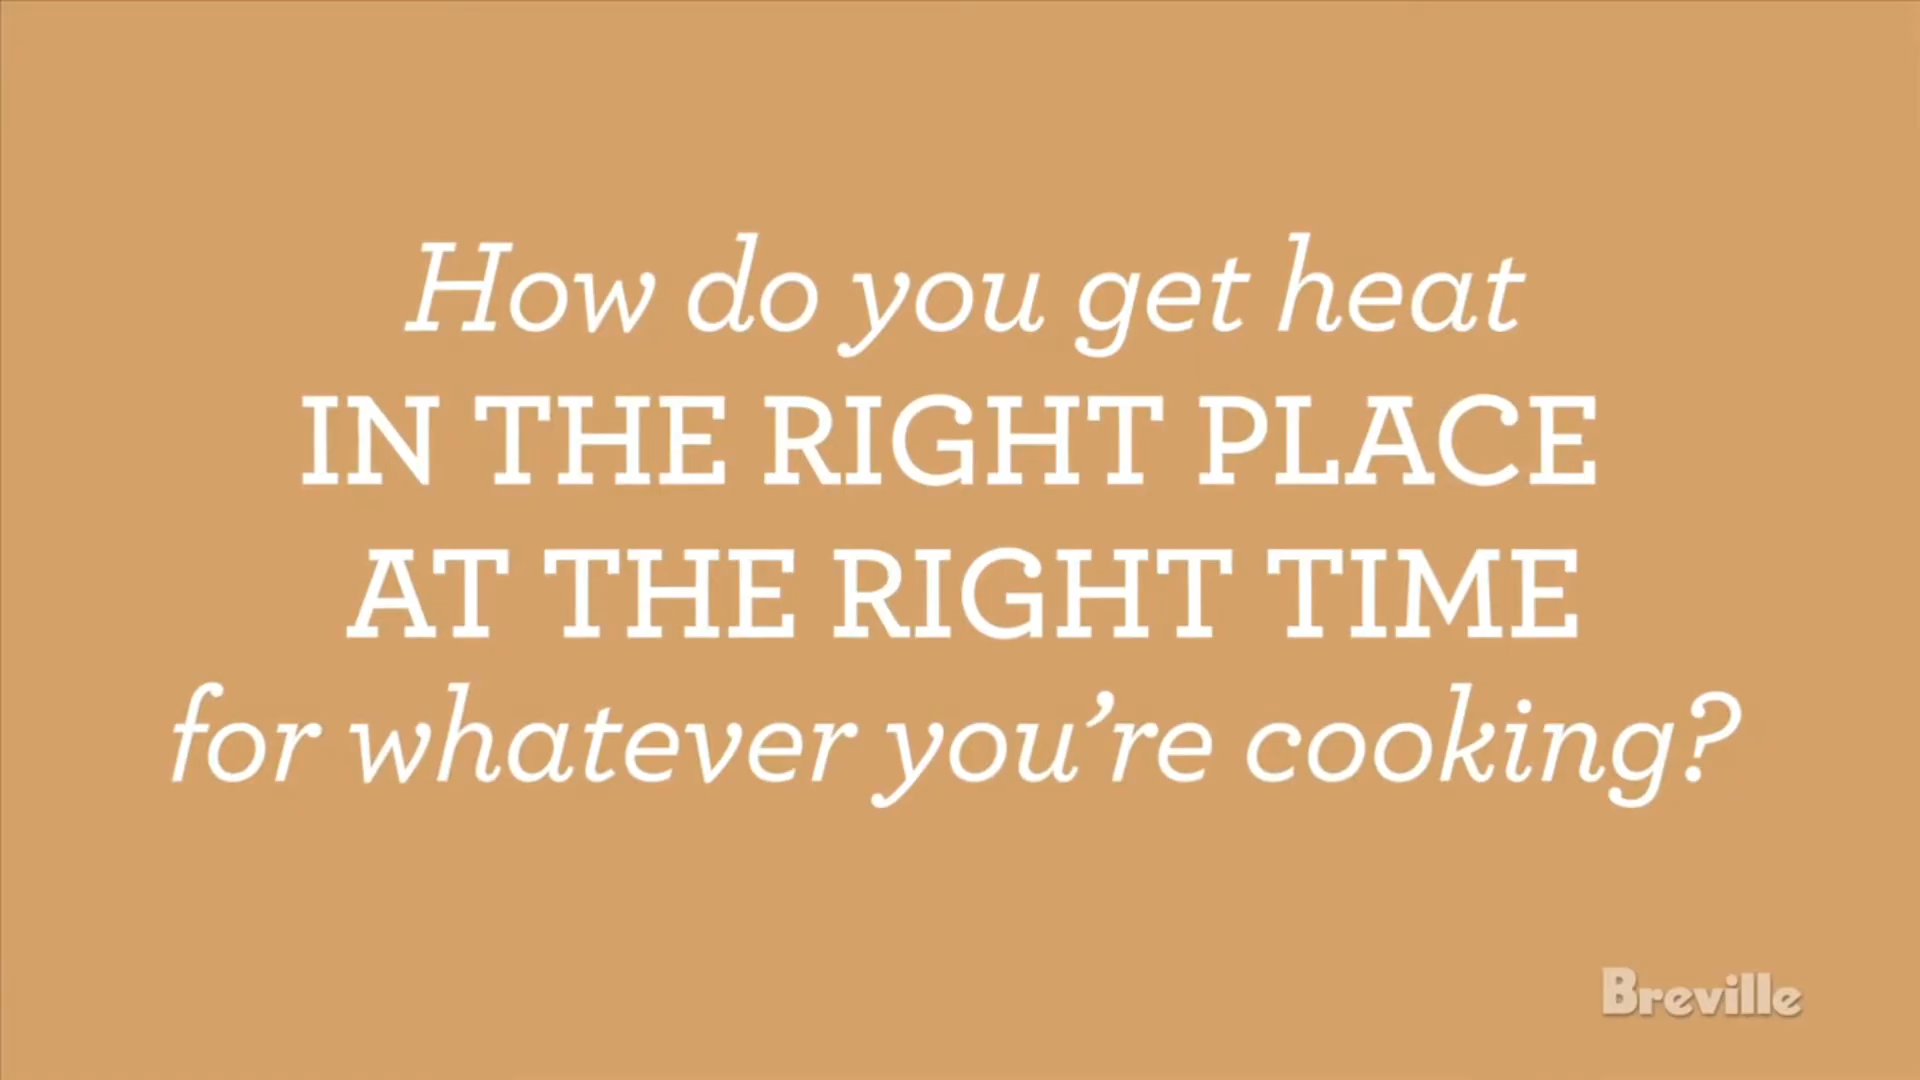 How do you get heat
IN THE RIGHT PLACE
AT THE RIGHT TIME
for whatever you’re cooking?
Breville